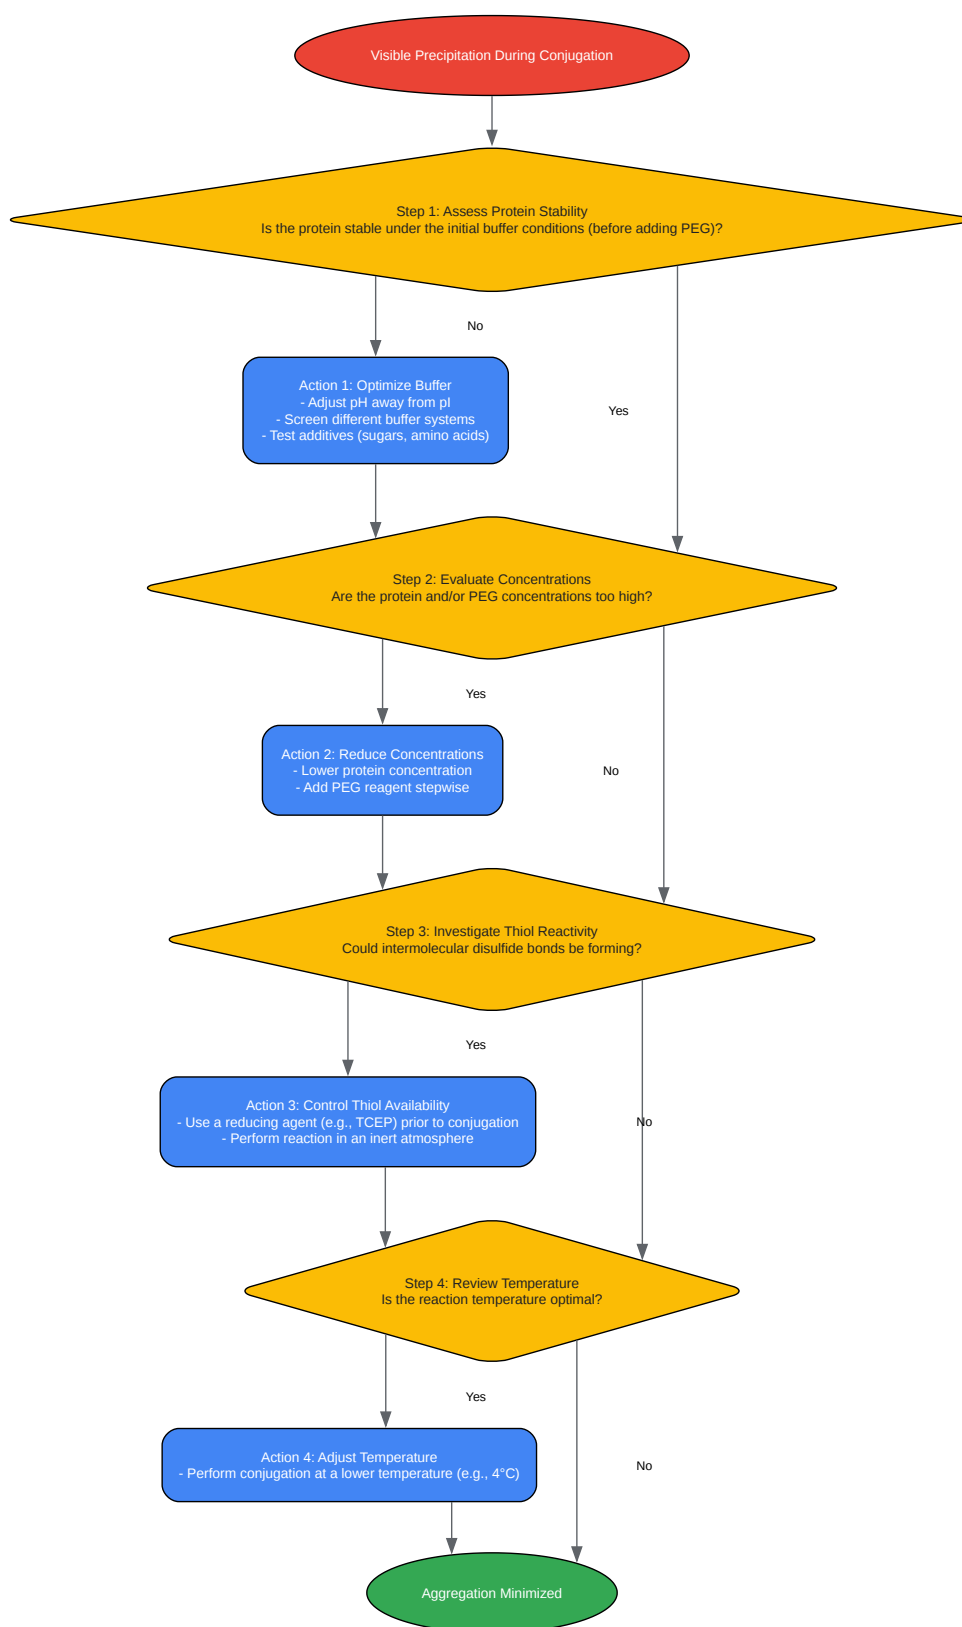 Visible Precipitation During Conjugation
Step 1: Assess Protein Stability
Is the protein stable under the initial buffer conditions (before adding PEG)?
No
Action 1: Optimize Buffer
- Adjust pH away from pI
- Screen different buffer systems
- Test additives (sugars, amino acids)
Yes
Step 2: Evaluate Concentrations
Are the protein and/or PEG concentrations too high?
Yes
Action 2: Reduce Concentrations
- Lower protein concentration
- Add PEG reagent stepwise
No
Step 3: Investigate Thiol Reactivity
Could intermolecular disulfide bonds be forming?
Yes
Action 3: Control Thiol Availability
- Use a reducing agent (e.g., TCEP) prior to conjugation
- Perform reaction in an inert atmosphere
No
Step 4: Review Temperature
Is the reaction temperature optimal?
Yes
Action 4: Adjust Temperature
- Perform conjugation at a lower temperature (e.g., 4°C)
No
Aggregation Minimized